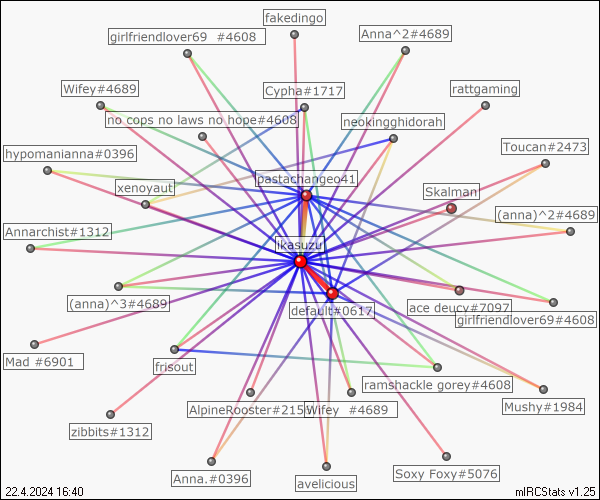 fakedingo
girlfriendlover69 #4608
Anna^2#4689
Wifey#4689
Cypha#1717
rattgaming
no cops no laws no hope#4608
neokingghidorah
hypomanianna#0396
Toucan#2473
xenoyaut
pastachangeo41
Skalman
(anna)^2#4689
Annarchist#1312
ikasuzu
(anna)^3#4689
default#0617
ace deucy#7097
girlfriendlover69#4608
Mad #6901
frisout
ramshackle gorey#4608
AlpineRooster#215
Wifey #4689
Mushy#1984
zibbits#1312
Anna.#0396
avelicious
Soxy Foxy#5076
22.4.2024 16:40
mIRCStats v1.25